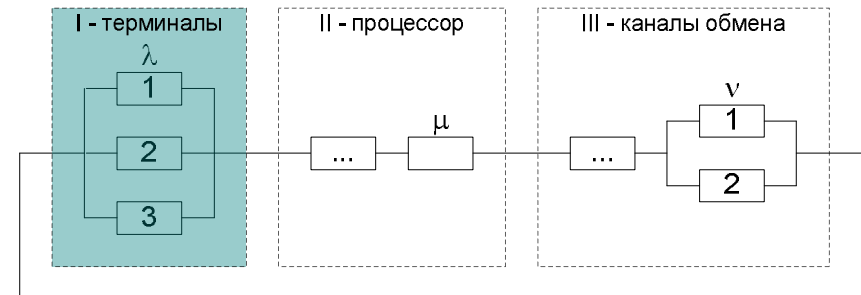 I - терминалы
II - процессор
III - каналы обмена
λ
μ
ν
1
2
3
...
...
1
2